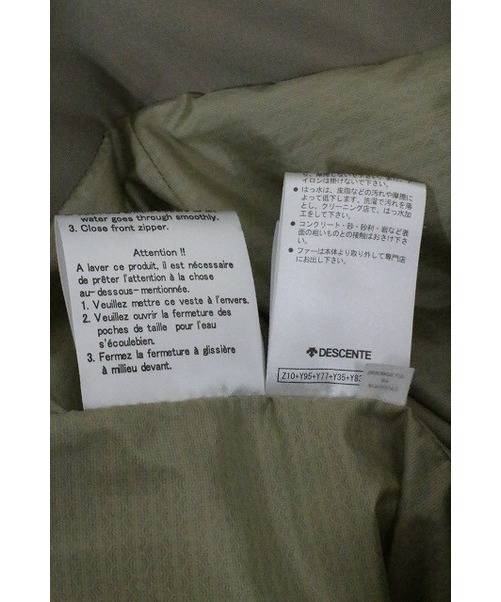 water goes through smoothly.
3. Close front zipper.
Attention !!
A laver ce produit, il est nécessaire
de prêter l'attention à la chose
au-dessous-mentionnée.
1. Veuillez mettre ce veste à l'envers.
2. Veuillez ouvrir la fermeture des
poches de taille pour l'eau
s'écoulebien.
3. Fermez la fermeture à glissière
à milieu devant.
イロンは掛けないで下さい。
● はっ水は、皮脂などの汚れや摩擦に
よって低下します。洗濯で汚れを落
とし、クリーニング店で、はっ水加
工をして下さい。
● コンクリート・砂・砂利・岩など表
面の粗いものとの接触はおさけ下さ
い。
● ファーは本体より取り外して専門店
にお出し下さい。
DESCENTE
Z10+Y95+Y77+Y35+Y83